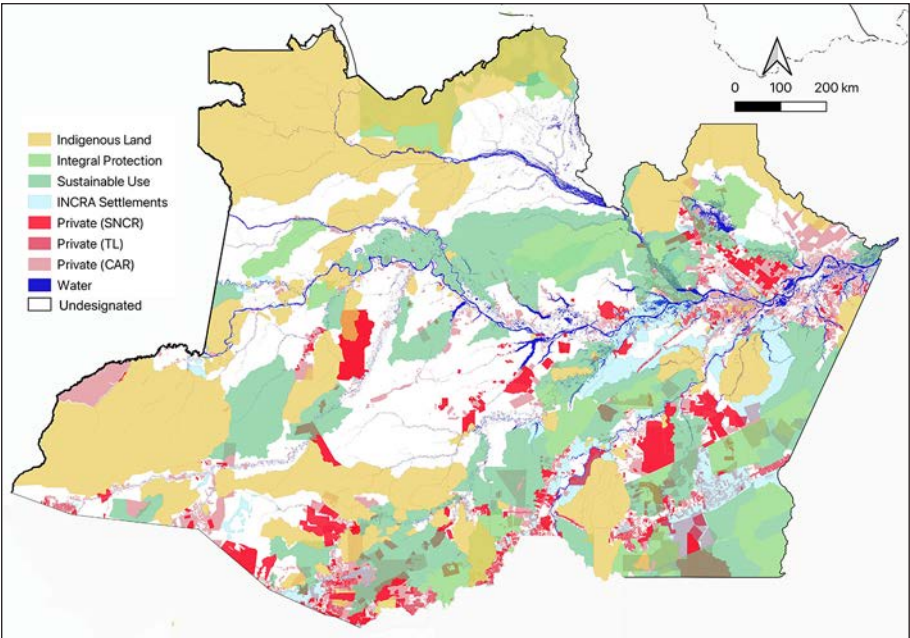 0 100 200 km
Indigenous Land
Integral Protection
Sustainable Use
INCRA Settlements
Private (SNCR)
Private (TL)
Private (CAR)
Water
Undesignated